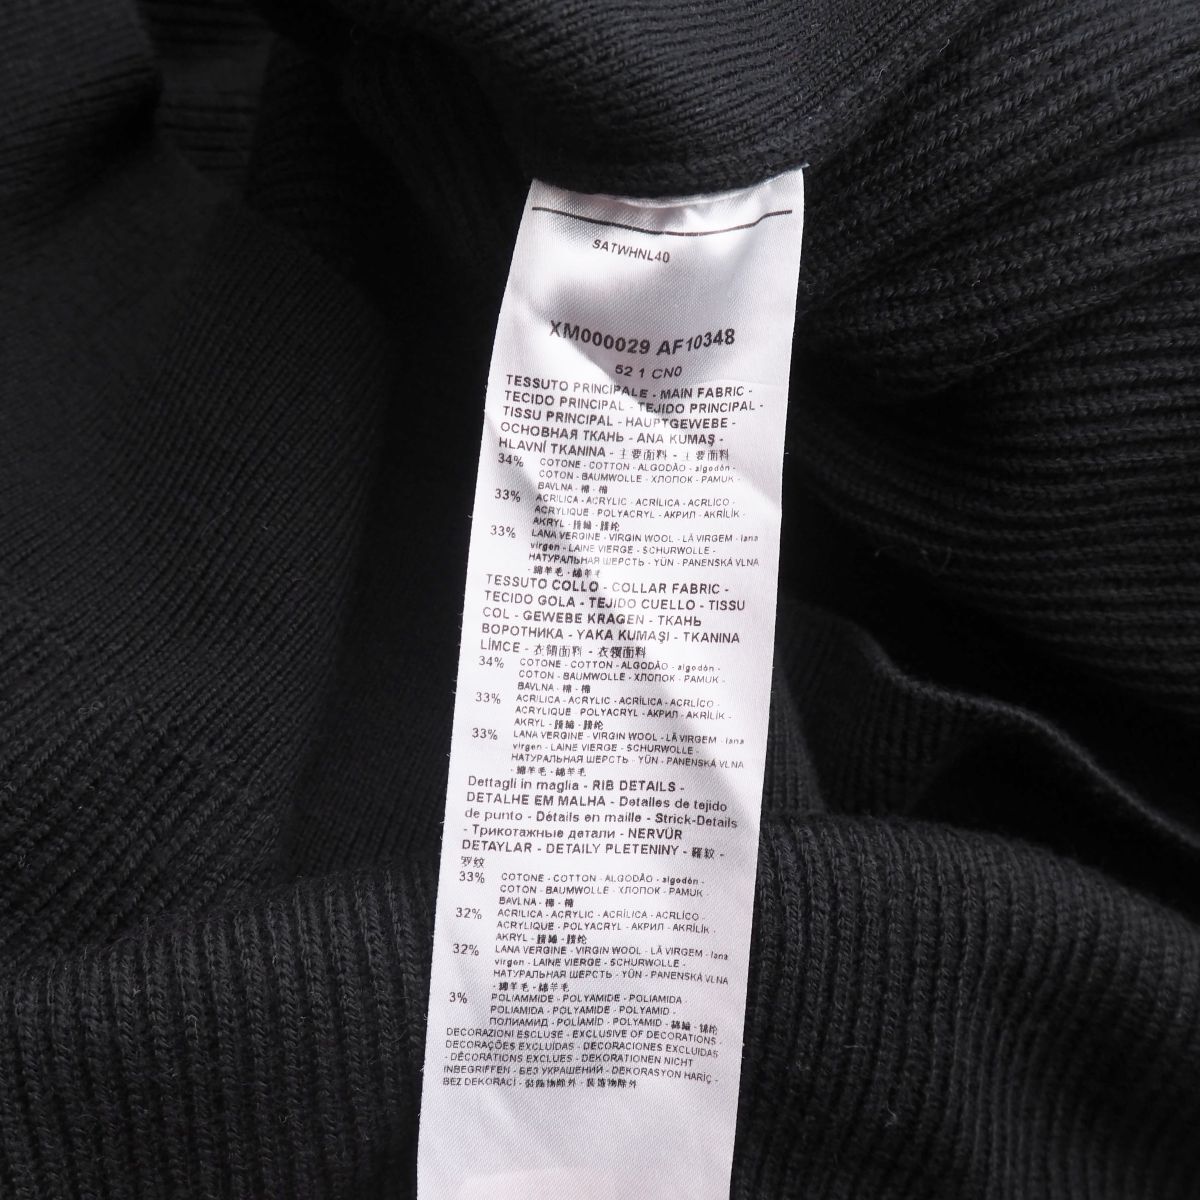 SATWHNL40
XM000029 AF10348
52 1 CN0
TESSUTO PRINCIPALE - MAIN FABRIC -
TECIDO PRINCIPAL - TEJIDO PRINCIPAL -
TISSU PRINCIPAL - HAUPTGEWEBE -
ОСНОВНАЯ ТКАНЬ - ANA KUMAŞ -
HLAVNÍ TKANINA - 主要面料 - 主要面料
34% COTONE - COTTON - ALGODÃO - algodón -
COTON - BAUMWOLLE - ХЛОПОК - PAMUK -
BAVLNA - 棉 - 棉
33% ACRILICA - ACRYLIC - ACRÍLICA - ACRLÍCO -
ACRYLIQUE - POLYACRYL - АКРИЛ - AKRİLİK -
AKRYL - 腈綸 - 腈纶
33% LANA VERGINE - VIRGIN WOOL - LÃ VIRGEM - lana
virgen - LAINE VIERGE - SCHURWOLLE -
НАТУРАЛЬНАЯ ШЕРСТЬ - YÜN - PANENSKÁ VLNA
- 綿羊毛 - 綿羊毛
TESSUTO COLLO - COLLAR FABRIC -
TECIDO GOLA - TEJIDO CUELLO - TISSU
COL - GEWEBE KRAGEN - ТКАНЬ
ВОРОТНИКА - YAKA KUMAŞI - TKANINA
LÍMCE - 衣領面料 - 衣领面料
34% COTONE - COTTON - ALGODÃO - algodón -
COTON - BAUMWOLLE - ХЛОПОК - PAMUK -
BAVLNA - 棉 - 棉
33% ACRILICA - ACRYLIC - ACRÍLICA - ACRLÍCO -
ACRYLIQUE - POLYACRYL - АКРИЛ - AKRİLİK -
AKRYL - 腈綸 - 腈纶
33% LANA VERGINE - VIRGIN WOOL - LÃ VIRGEM - lana
virgen - LAINE VIERGE - SCHURWOLLE -
НАТУРАЛЬНАЯ ШЕРСТЬ - YÜN - PANENSKÁ VLNA
- 綿羊毛 - 綿羊毛
Dettagli in maglia - RIB DETAILS -
DETALHE EM MALHA - Detalles de tejido
de punto - Détails en maille - Strick-Details
- Трикотажные детали - NERVÜR
DETAYLAR - DETAILY PLETENINY - 羅紋 -
罗纹
33% COTONE - COTTON - ALGODÃO - algodón -
COTON - BAUMWOLLE - ХЛОПОК - PAMUK -
BAVLNA - 棉 - 棉
32% ACRILICA - ACRYLIC - ACRÍLICA - ACRLÍCO -
ACRYLIQUE - POLYACRYL - АКРИЛ - AKRİLİK -
AKRYL - 腈綸 - 腈纶
32% LANA VERGINE - VIRGIN WOOL - LÃ VIRGEM - lana
virgen - LAINE VIERGE - SCHURWOLLE -
НАТУРАЛЬНАЯ ШЕРСТЬ - YÜN - PANENSKÁ VLNA
- 綿羊毛 - 綿羊毛
3% POLIAMMIDE - POLYAMIDE - POLIAMIDA -
POLIAMIDA - POLYAMIDE - POLYAMID -
ПОЛИАМИД - POLİAMİD - POLYAMID - 錦綸 - 锦纶
DECORAZIONI ESCLUSE - EXCLUSIVE OF DECORATIONS -
DECORAÇÕES EXCLUÍDAS - DECORACIONES EXCLUIDAS
- DÉCORATIONS EXCLUES - DEKORATIONEN NICHT
INBEGRIFFEN - БЕЗ УКРАШЕНИЙ - DEKORASYON HARİÇ -
BEZ DEKORACÍ - 裝飾物除外 - 装饰物除外